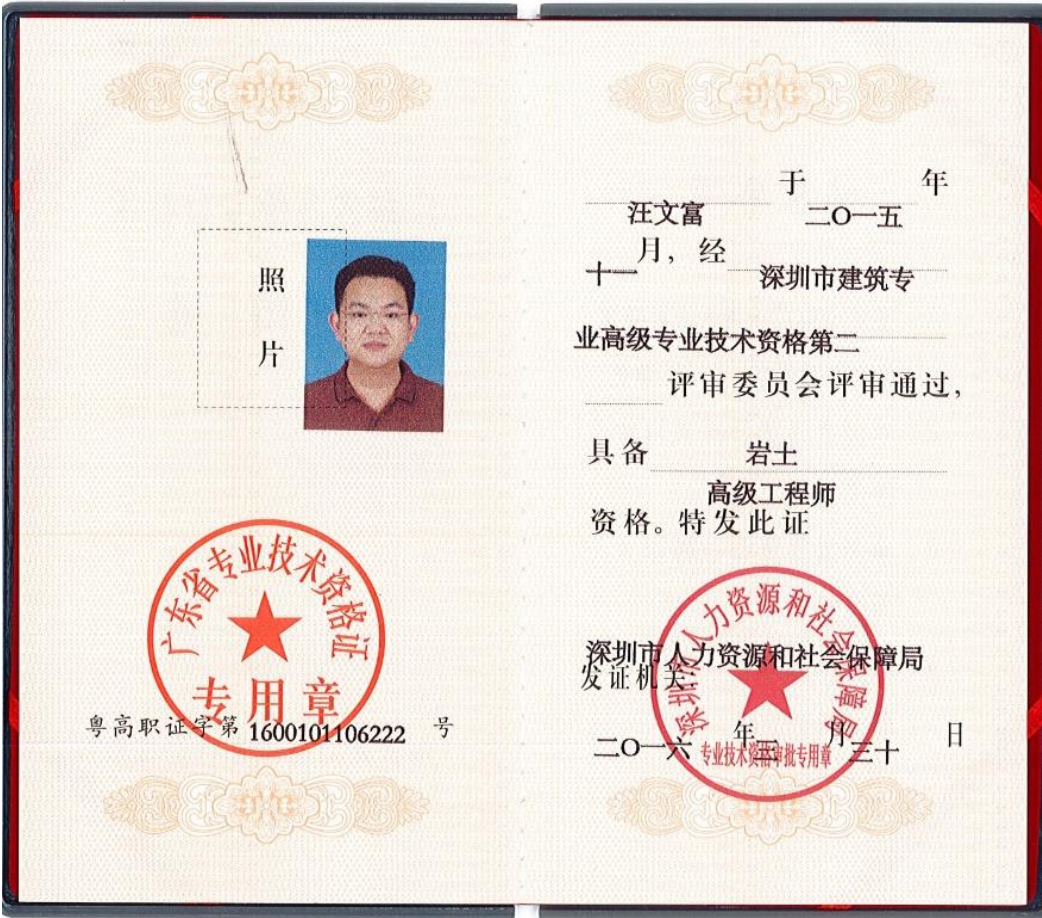 照
片
广东省专业技术资格证
专用章
粤高职证字第 1600101106222 号
于 年
汪文富 二〇一五
十一 月，经 深圳市建筑专
业高级专业技术资格第二
评审委员会评审通过，
具备 岩土
高级工程师
资格。特发此证
深圳市人力资源和社会保障局
深圳市人力资源和社会保障局
发证机关：
二〇一六 年 三 月 三十 日
专业技术资格审批专用章